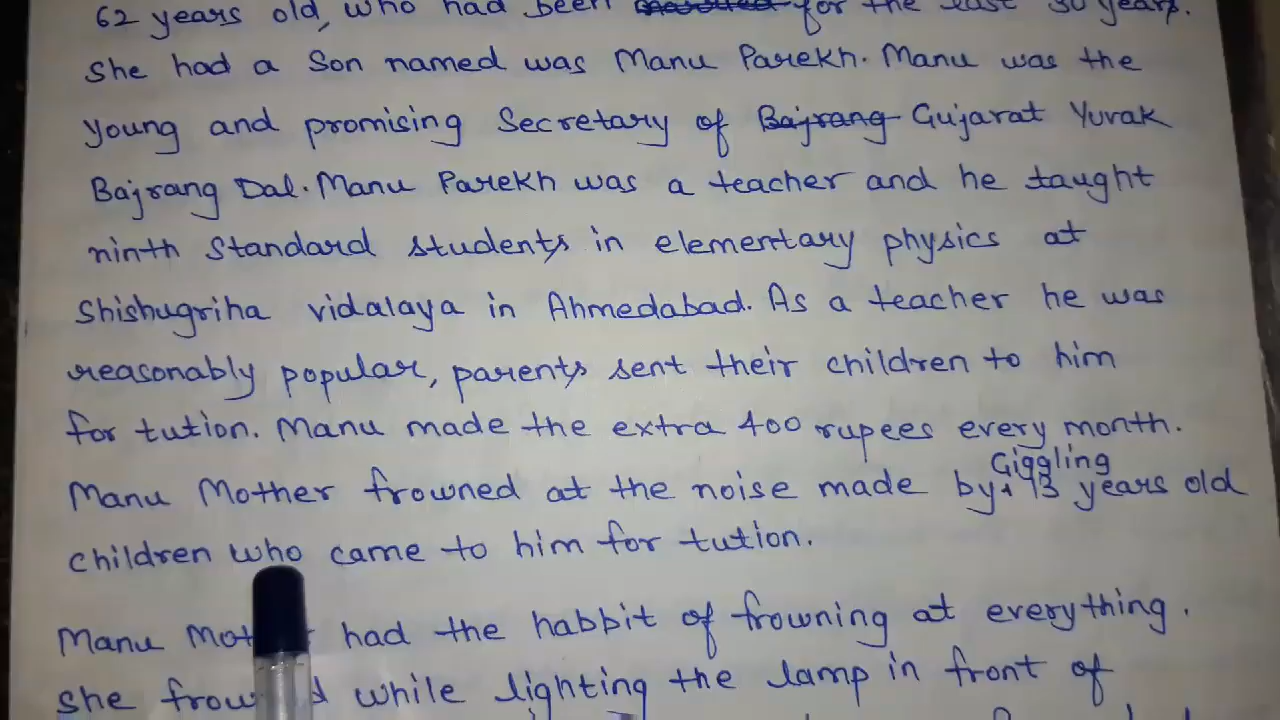 62 years old, who had been for the last 30 years.
She had a Son named was Manu Parekh. Manu was the
young and promising Secretary of Bajrang Gujarat Yuvak
Bajrang Dal. Manu Parekh was a teacher and he taught
ninth Standard students in elementary physics at
Shishugriha vidalaya in Ahmedabad. As a teacher he was
reasonably popular, parents sent their children to him
for tution. Manu made the extra 400 rupees every month.
Giggling
Manu Mother frowned at the noise made by 13 years old
children who came to him for tution.
Manu had the habbit of frowning at everything.
She while lighting the lamp in front of